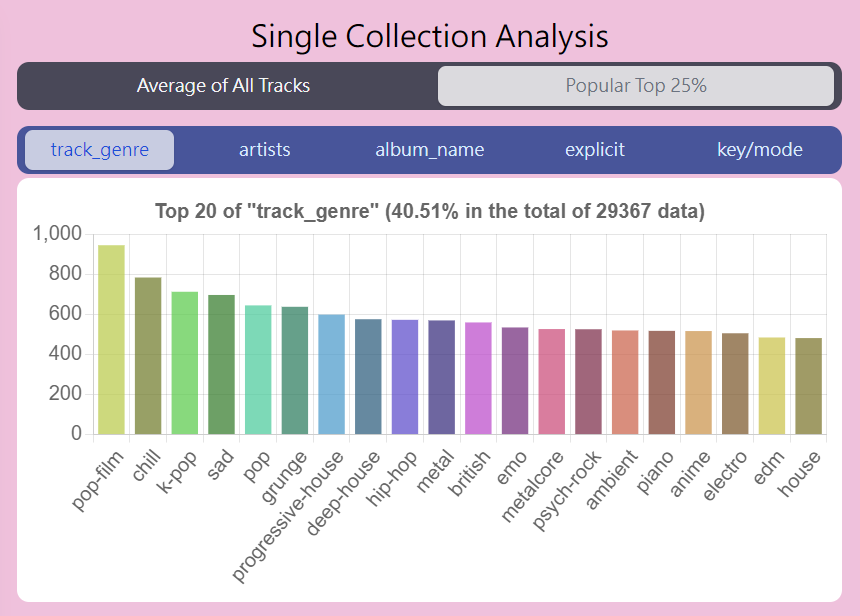 Single Collection Analysis
Average of All Tracks Popular Top 25%
track_genre artists album_name explicit key/mode
Top 20 of "track_genre" (40.51% in the total of 29367 data)
1,000
800
600
400
200
0
pop-film chill k-pop sad pop grunge progressive-house deep-house hip-hop metal british emo metalcore psych-rock ambient piano anime electro edm house